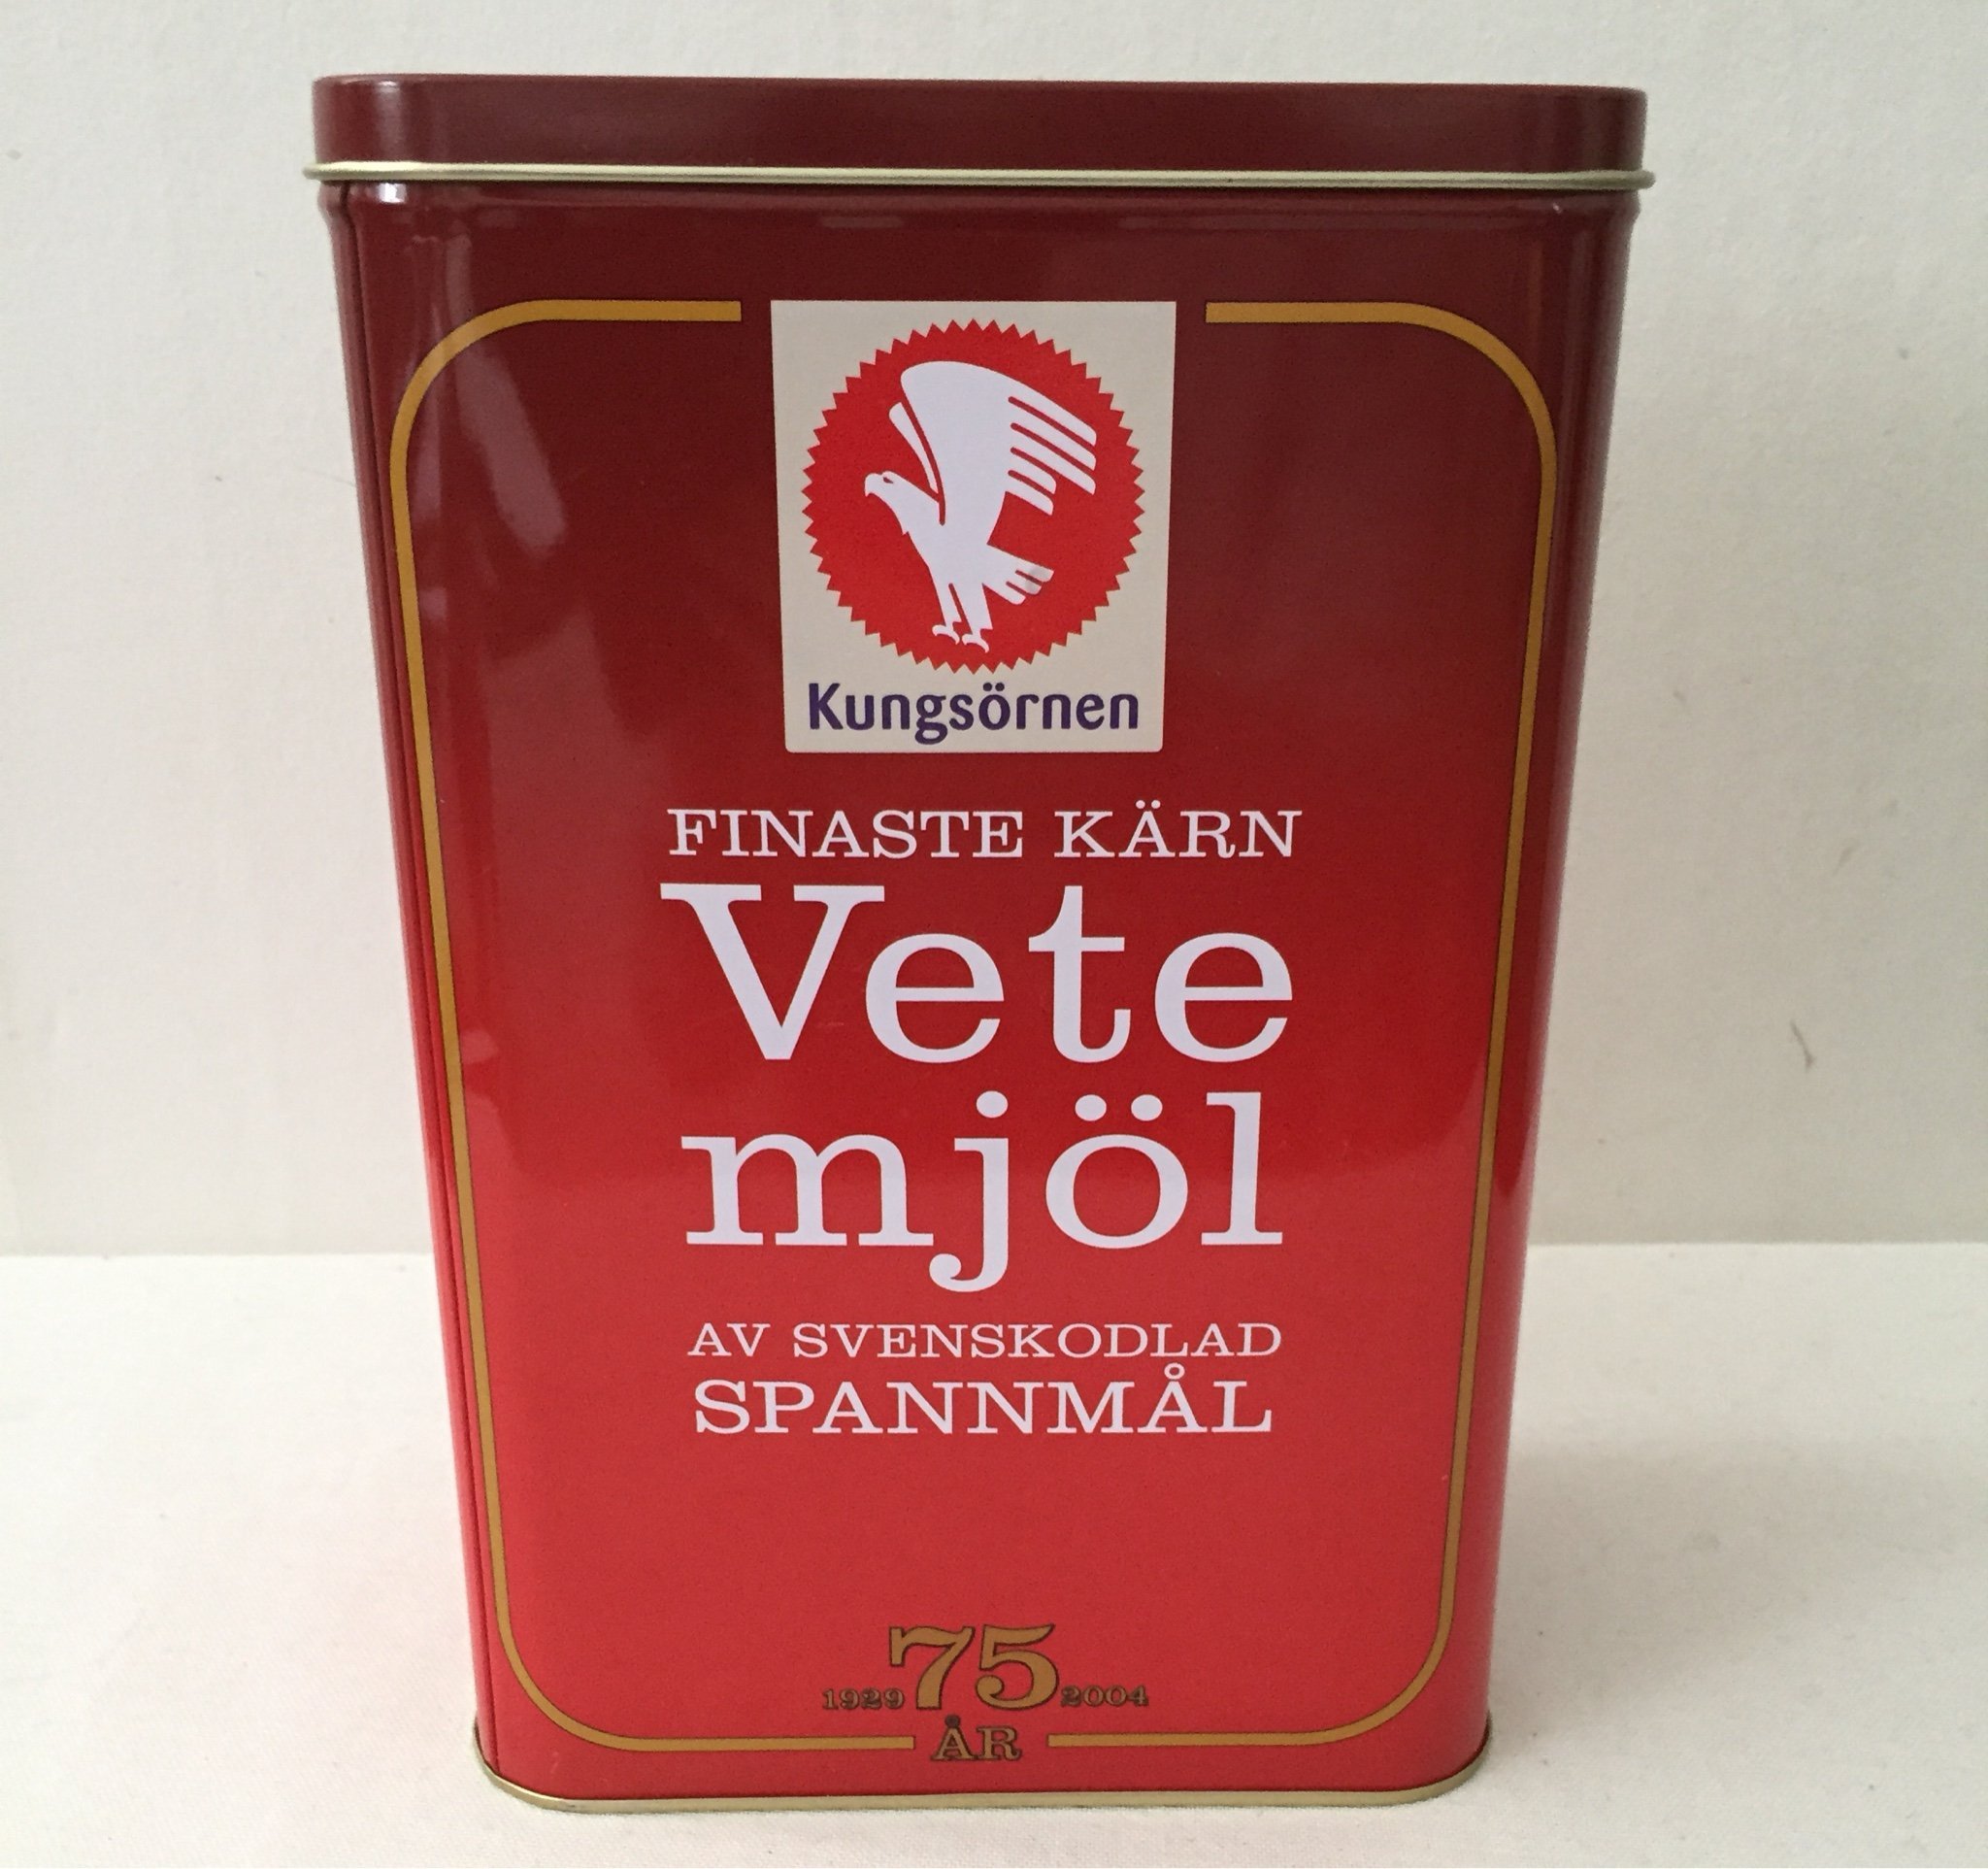 Kungsörnen
FINASTE KÄRN
Vete
mjöl
AV SVENSKODLAD
SPANNMÅL
1929 75 2004
ÅR